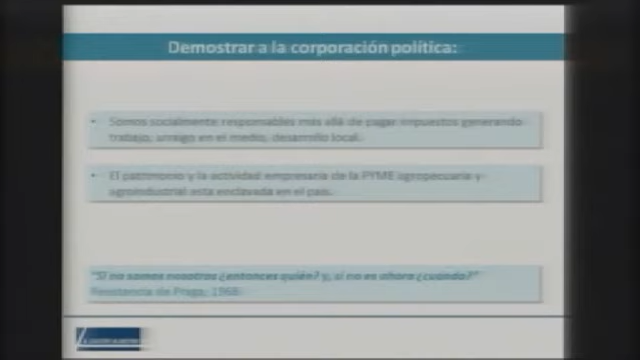 Demostrar a la corporación política:
• Somos socialmente responsables más allá de pagar impuestos generando
trabajo, arraigo en el medio, desarrollo local.
• El patrimonio y la actividad empresaria de la PYME agropecuaria y
agroindustrial esta enclavada en el país.
"Si no somos nosotros ¿entonces quién? y, si no es ahora ¿cuándo?"
Resistencia de Praga, 1968